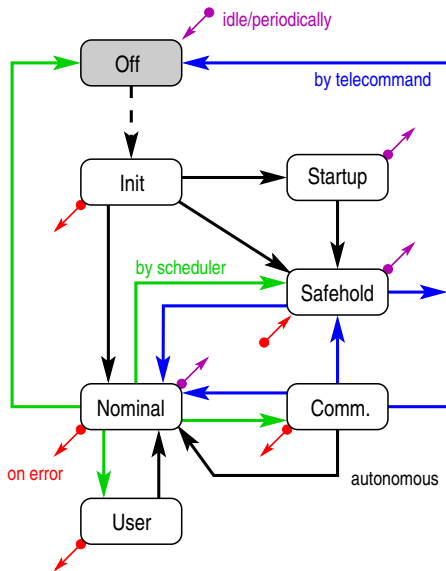 idle/periodically
Off
by telecommand
Init
Startup
by scheduler
Safehold
Nominal
Comm.
on error
autonomous
User